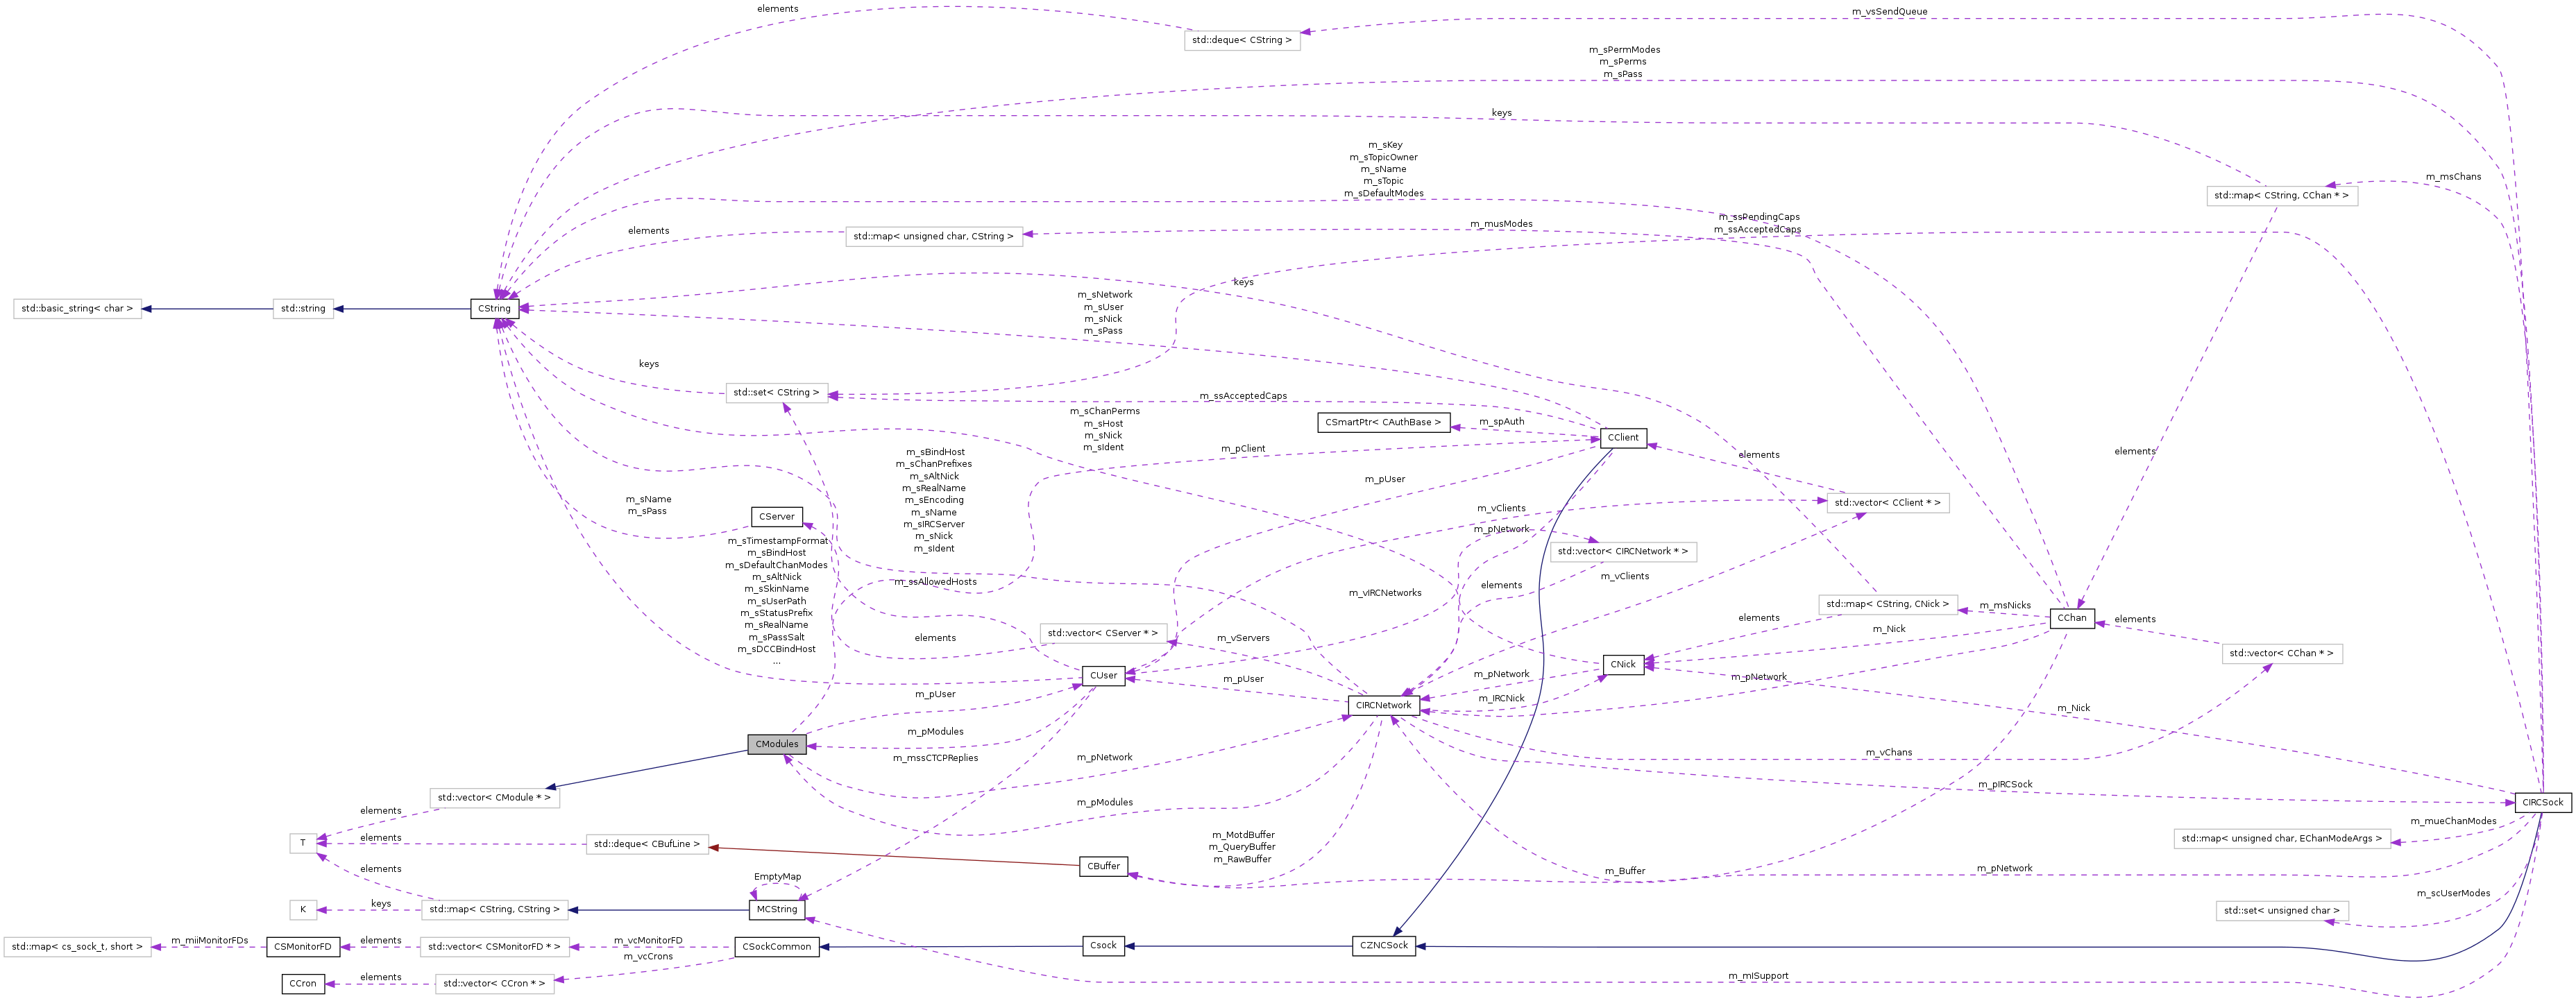 elements
m_vsSendQueue
std::deque< CString >
m_sPermModes
m_sPerms
m_sPass
keys
m_sKey
m_sTopicOwner
m_sName
m_sTopic
m_sDefaultModes
m_msChans
std::map< CString, CChan * >
m_ssPendingCaps
m_ssAcceptedCaps
m_musModes
elements
std::map< unsigned char, CString >
keys
m_sNetwork
m_sUser
m_sNick
m_sPass
std::basic_string< char >
std::string
CString
keys
std::set< CString >
m_ssAcceptedCaps
m_sChanPerms
m_sHost
m_sNick
m_sIdent
CSmartPtr< CAuthBase >
m_spAuth
CClient
m_pClient
elements
elements
m_sBindHost
m_sChanPrefixes
m_sAltNick
m_sRealName
m_sEncoding
m_sName
m_sIRCServer
m_sNick
m_sIdent
m_pUser
m_sName
m_sPass
CServer
m_vClients
std::vector< CClient * >
m_pNetwork
std::vector< CIRCNetwork * >
m_sTimestampFormat
m_sBindHost
m_sDefaultChanModes
m_sAltNick
m_sSkinName
m_sUserPath
m_sStatusPrefix
m_sRealName
m_sPassSalt
m_sDCCBindHost
...
m_ssAllowedHosts
m_vIRCNetworks
elements
m_vClients
std::map< CString, CNick >
m_msNicks
CChan
elements
elements
m_Nick
std::vector< CServer * >
elements
m_vServers
std::vector< CChan * >
CUser
m_pUser
CNick
m_pNetwork
m_pNetwork
m_pUser
m_IRCNick
CIRCNetwork
m_Nick
m_pModules
CModules
m_mssCTCPReplies
m_pNetwork
m_vChans
m_pIRCSock
CIRCSock
std::vector< CModule * >
elements
m_pModules
m_mueChanModes
std::map< unsigned char, EChanModeArgs >
T
elements
std::deque< CBufLine >
m_MotdBuffer
m_QueryBuffer
m_RawBuffer
CBuffer
elements
EmptyMap
m_Buffer
m_pNetwork
m_scUserModes
K
keys
std::map< CString, CString >
MCString
std::set< unsigned char >
std::map< cs_sock_t, short >
m_miiMonitorFDs
CSMonitorFD
elements
std::vector< CSMonitorFD * >
m_vcMonitorFD
CSockCommon
Csock
CZNCSock
m_vcCrons
CCron
elements
std::vector< CCron * >
m_mISupport